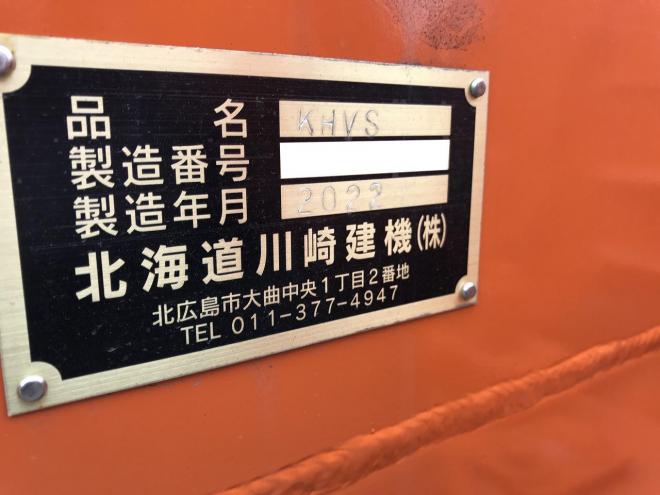 品名 KHVS
製造番号
製造年月 2022
北海道川崎建機(株)
北広島市大曲中央1丁目2番地
TEL 011-377-4947